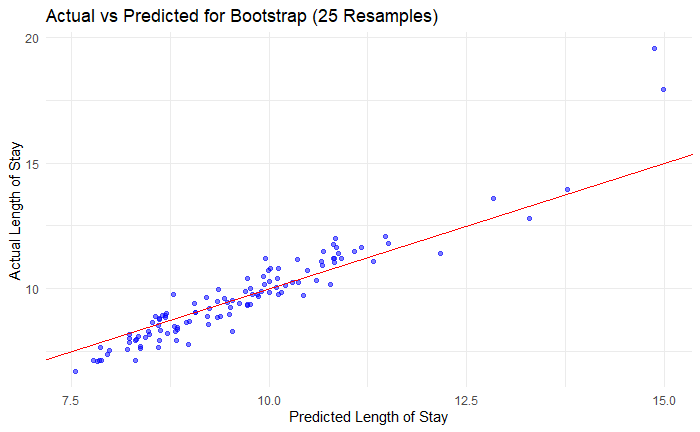 Actual vs Predicted for Bootstrap (25 Resamples)
Actual Length of Stay
20
15
10
7.5
10.0
12.5
15.0
Predicted Length of Stay